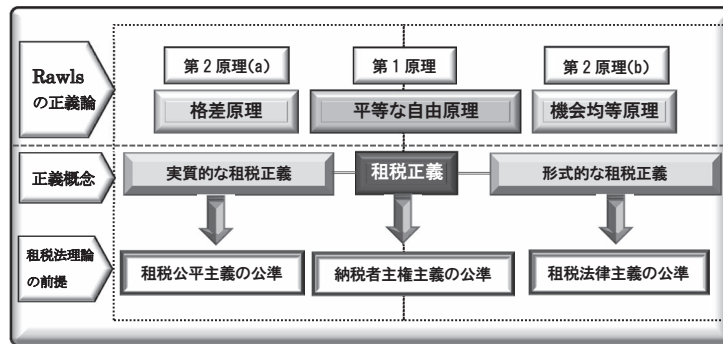 Rawls
の正義論
第2原理(a)
第1原理
第2原理(b)
格差原理
平等な自由原理
機会均等原理
正義概念
実質的な租税正義
租税正義
形式的な租税正義
租税法理論
の前提
租税公平主義の公準
納税者主権主義の公準
租税法律主義の公準